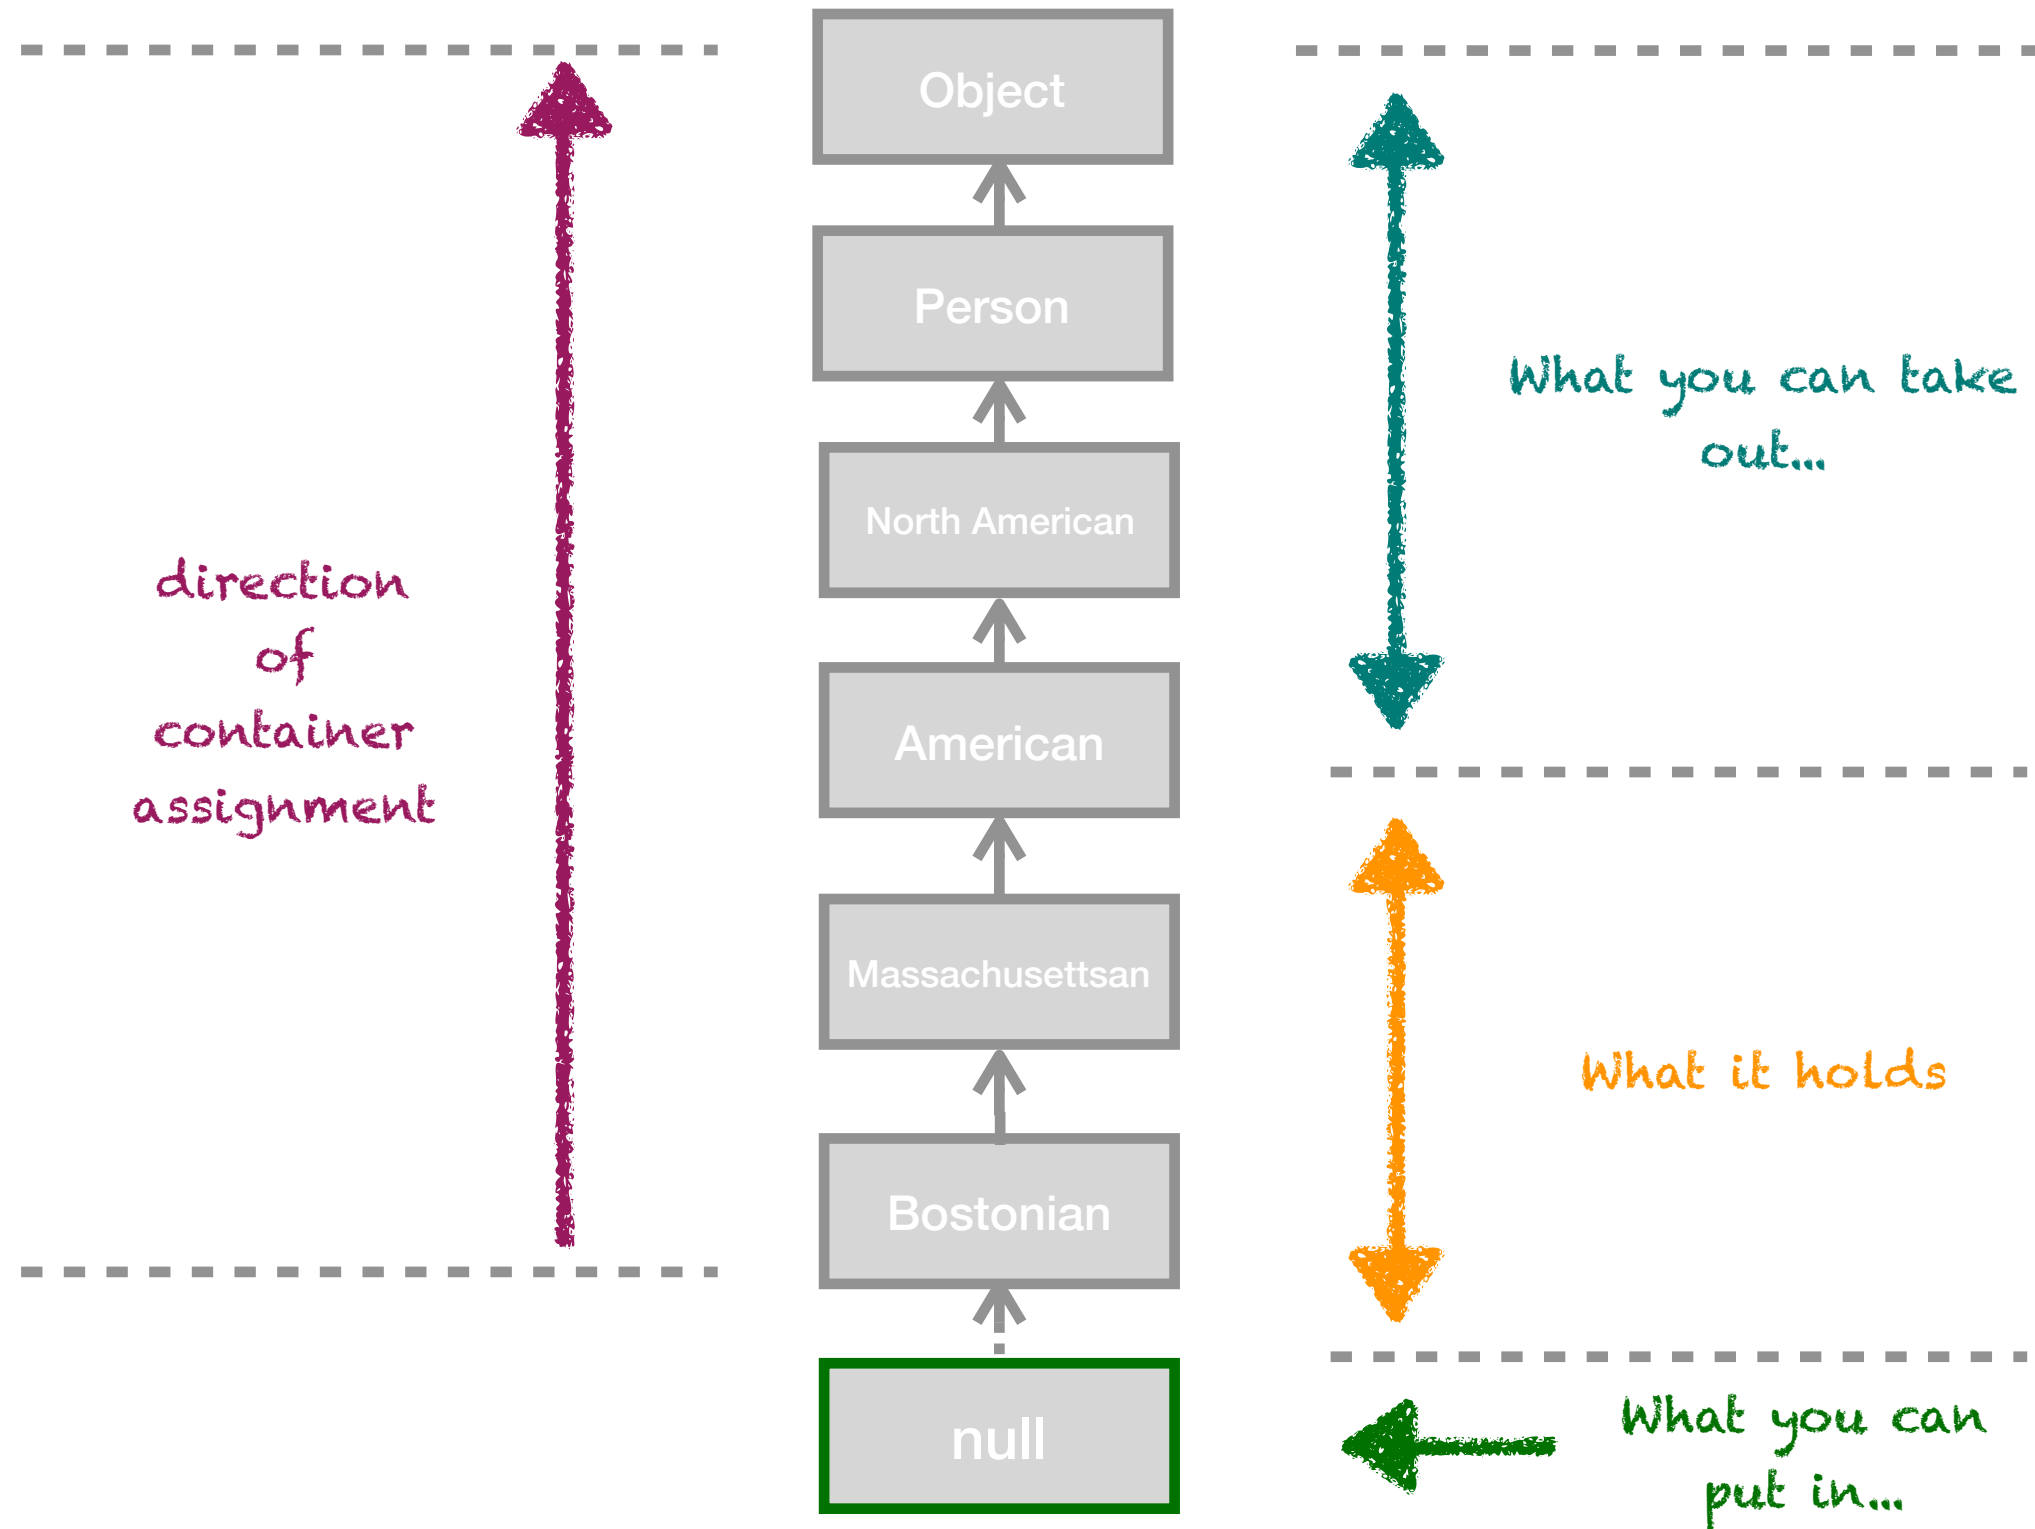 Object
Person
North American
American
Massachusettsan
Bostonian
null
direction
of
container
assignment
What you can take
out...
What it holds
What you can
put in...